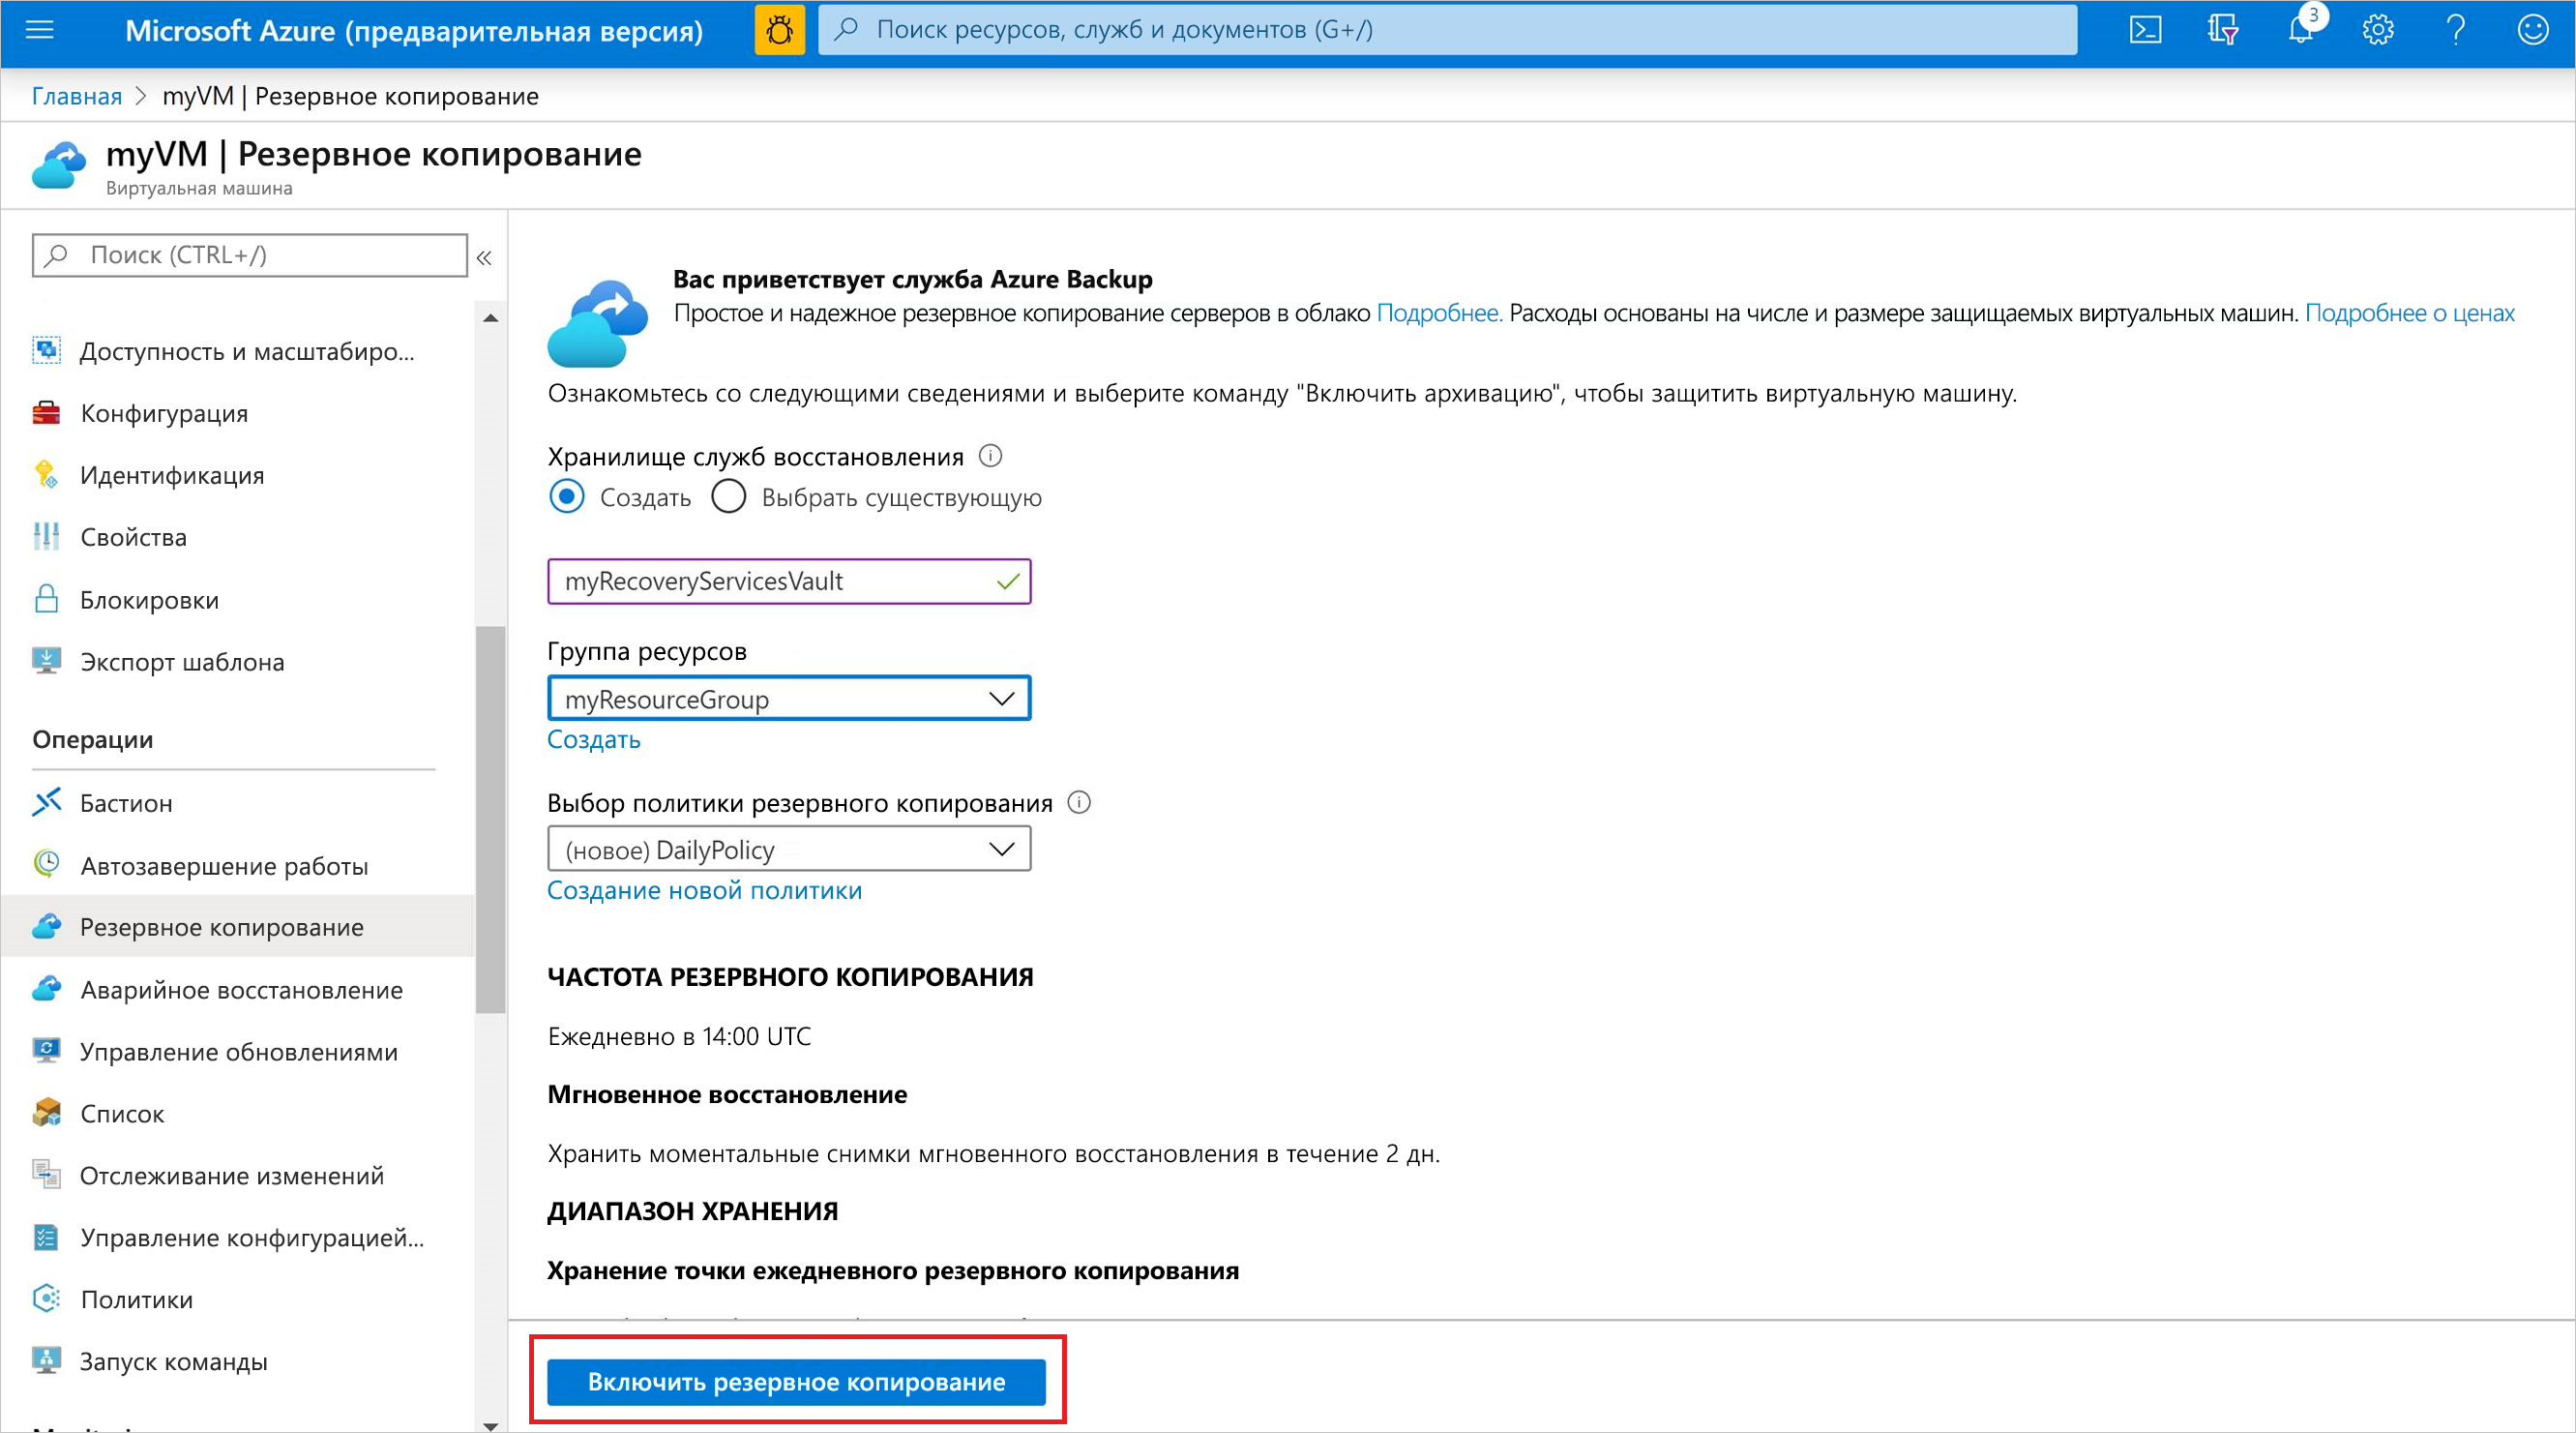 Microsoft Azure (предварительная версия)
Поиск ресурсов, служб и документов (G+/)
3
Главная > myVM | Резервное копирование
myVM | Резервное копирование
Виртуальная машина
Поиск (CTRL+/)
«
Доступность и масштабиро...
Конфигурация
Идентификация
Свойства
Блокировки
Экспорт шаблона
Операции
Бастион
Автозавершение работы
Резервное копирование
Аварийное восстановление
Управление обновлениями
Список
Отслеживание изменений
Управление конфигурацией...
Политики
Запуск команды
Вас приветствует служба Azure Backup
Простое и надежное резервное копирование серверов в облако Подробнее. Расходы основаны на числе и размере защищаемых виртуальных машин. Подробнее о ценах
Ознакомьтесь со следующими сведениями и выберите команду "Включить архивацию", чтобы защитить виртуальную машину.
Хранилище служб восстановления
Создать Выбрать существующую
myRecoveryServicesVault
Группа ресурсов
myResourceGroup
Создать
Выбор политики резервного копирования
(новое) DailyPolicy
Создание новой политики
ЧАСТОТА РЕЗЕРВНОГО КОПИРОВАНИЯ
Ежедневно в 14:00 UTC
Мгновенное восстановление
Хранить моментальные снимки мгновенного восстановления в течение 2 дн.
ДИАПАЗОН ХРАНЕНИЯ
Хранение точки ежедневного резервного копирования
Включить резервное копирование